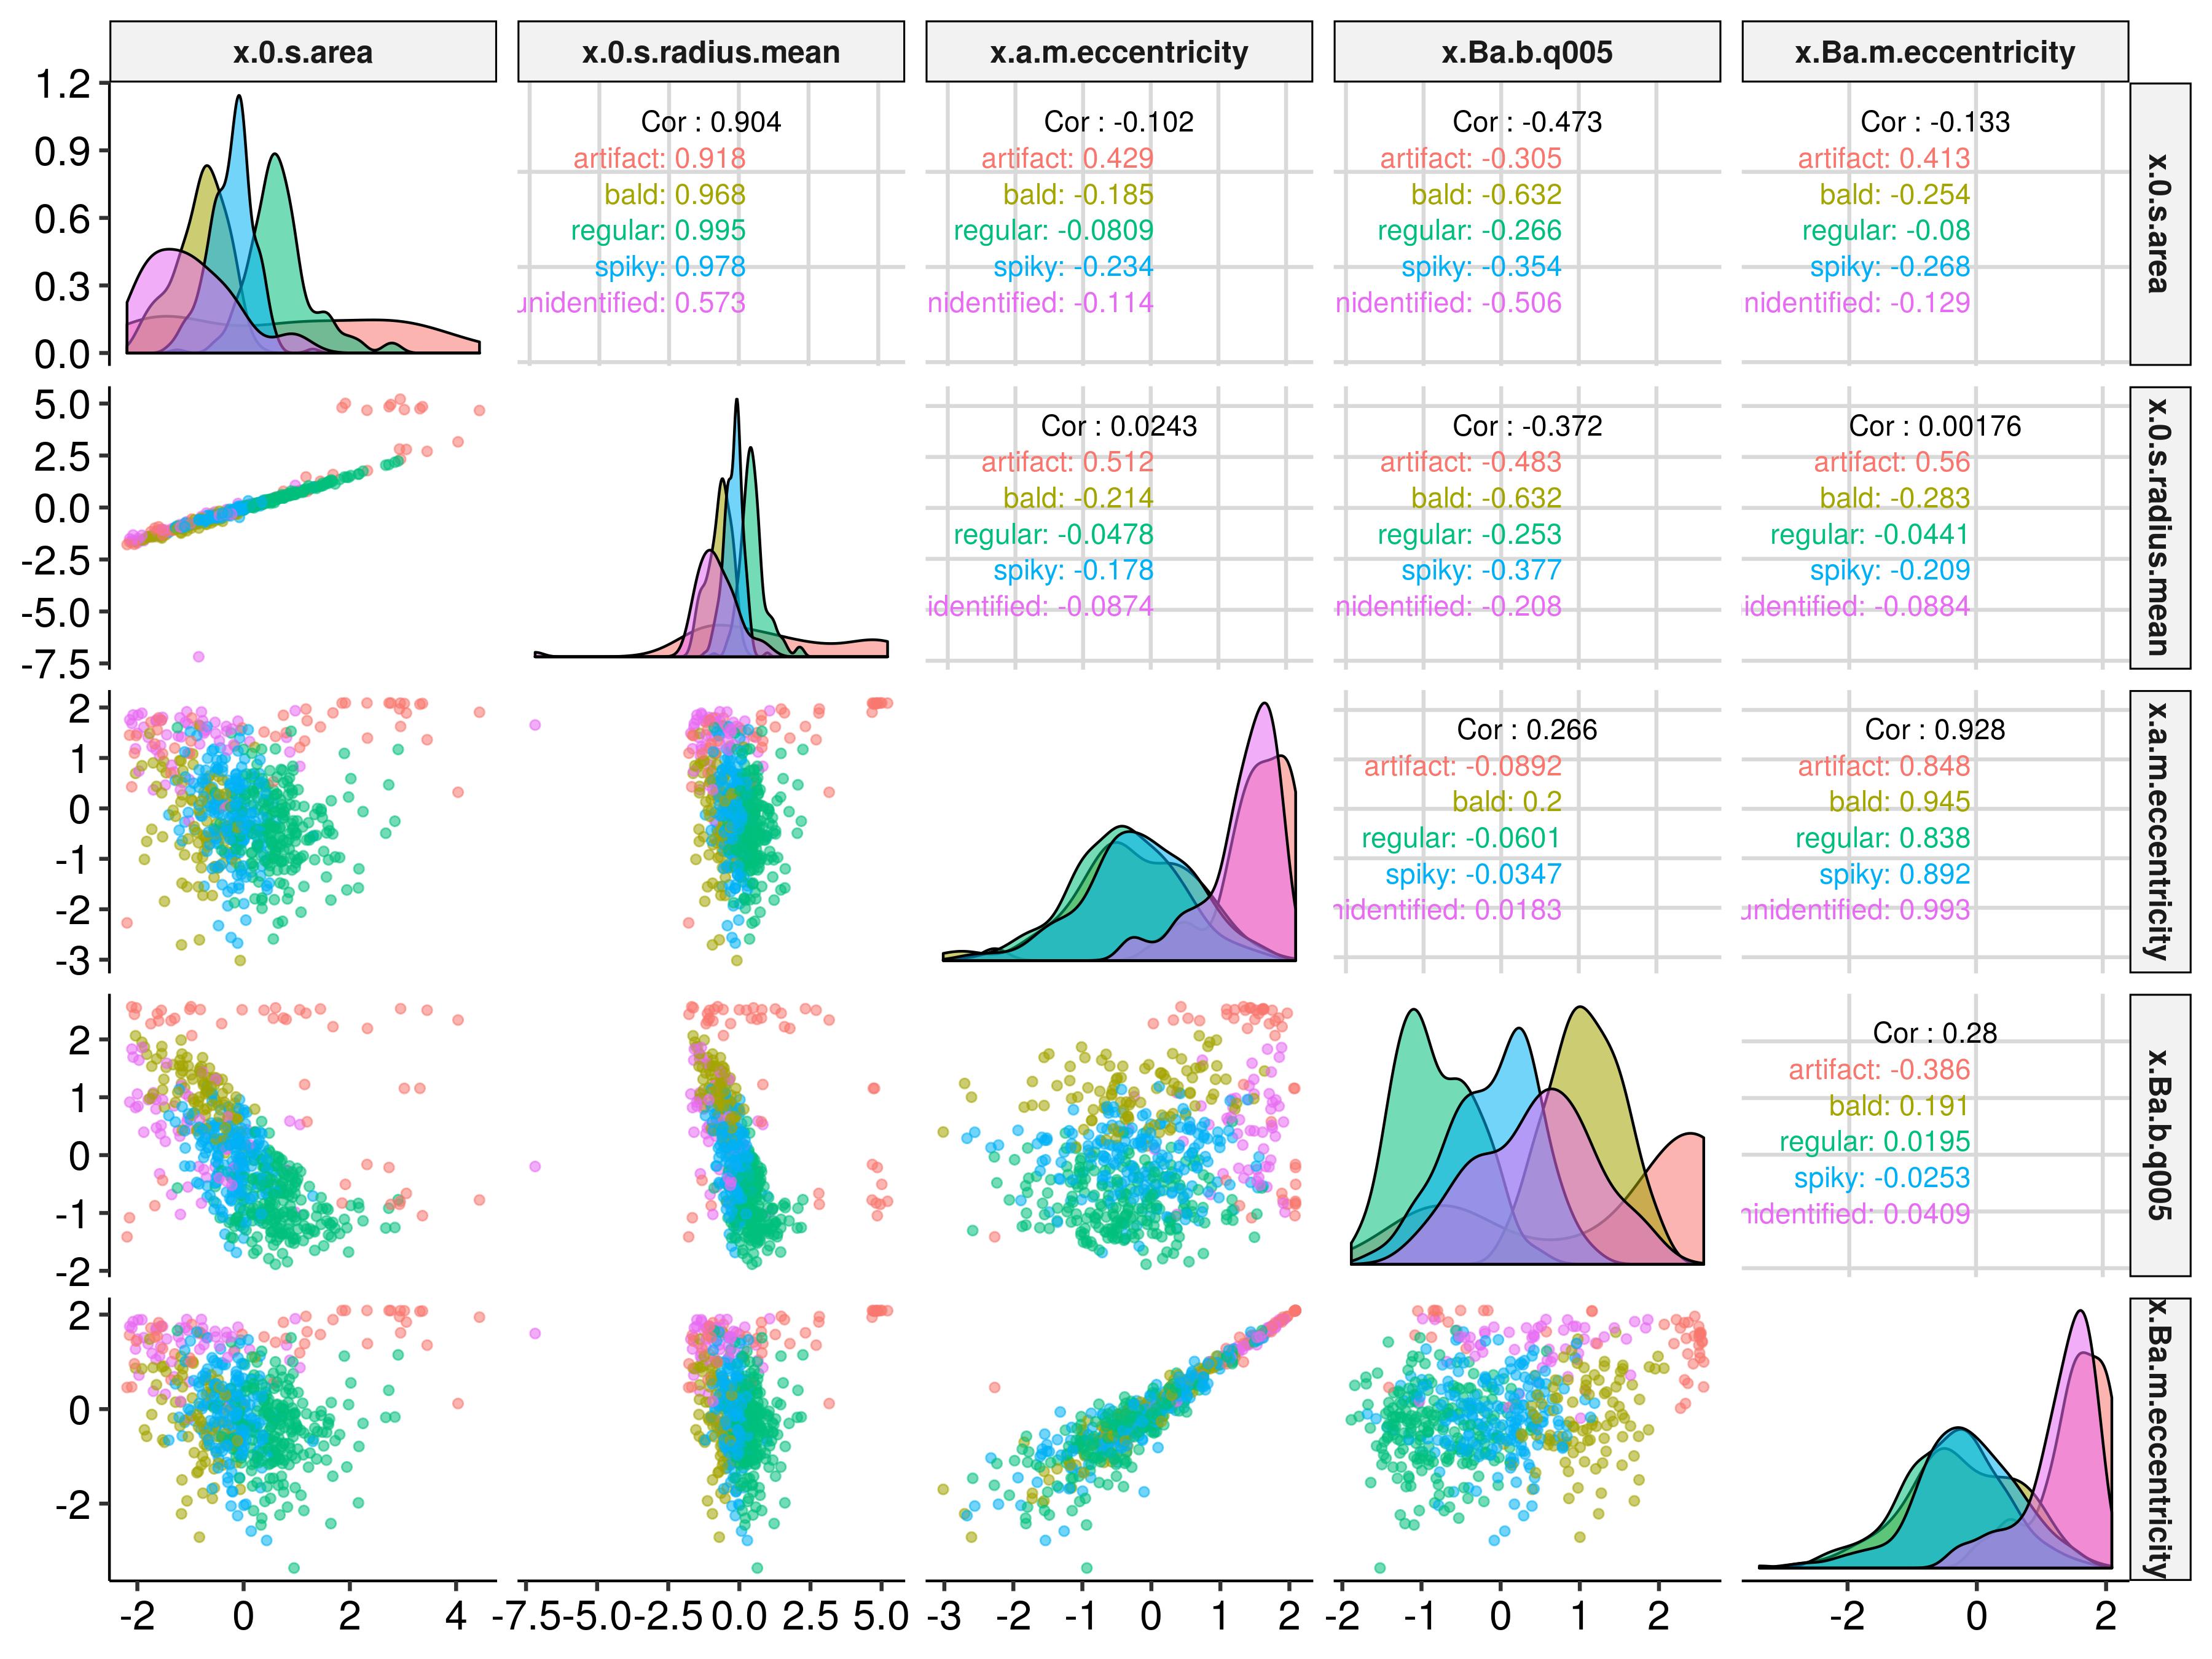 x.0.s.area
x.0.s.radius.mean
x.a.m.eccentricity
x.Ba.b.q005
x.Ba.m.eccentricity
1.2
0.9
0.6
0.3
0.0
Cor : 0.904
artifact: 0.918
bald: 0.968
regular: 0.995
spiky: 0.978
unidentified: 0.573
Cor : -0.102
artifact: 0.429
bald: -0.185
regular: -0.0809
spiky: -0.234
nidentified: -0.114
Cor : -0.473
artifact: -0.305
bald: -0.632
regular: -0.266
spiky: -0.354
nidentified: -0.506
Cor : -0.133
artifact: 0.413
bald: -0.254
regular: -0.08
spiky: -0.268
nidentified: -0.129
x.0.s.area
5.0
2.5
0.0
-2.5
-5.0
-7.5
Cor : 0.0243
artifact: 0.512
bald: -0.214
regular: -0.0478
spiky: -0.178
identified: -0.0874
Cor : -0.372
artifact: -0.483
bald: -0.632
regular: -0.253
spiky: -0.377
nidentified: -0.208
Cor : 0.00176
artifact: 0.56
bald: -0.283
regular: -0.0441
spiky: -0.209
identified: -0.0884
x.0.s.radius.mean
2
1
0
-1
-2
-3
Cor : 0.266
artifact: -0.0892
bald: 0.2
regular: -0.0601
spiky: -0.0347
nidentified: 0.0183
Cor : 0.928
artifact: 0.848
bald: 0.945
regular: 0.838
spiky: 0.892
unidentified: 0.993
x.a.m.eccentricity
2
1
0
-1
-2
Cor : 0.28
artifact: -0.386
bald: 0.191
regular: 0.0195
spiky: -0.0253
nidentified: 0.0409
x.Ba.b.q005
2
0
-2
x.Ba.m.eccentricity
-2 0 2 4
-7.5 -5.0 -2.5 0.0 2.5 5.0
-3 -2 -1 0 1 2
-2 -1 0 1 2
-2 0 2